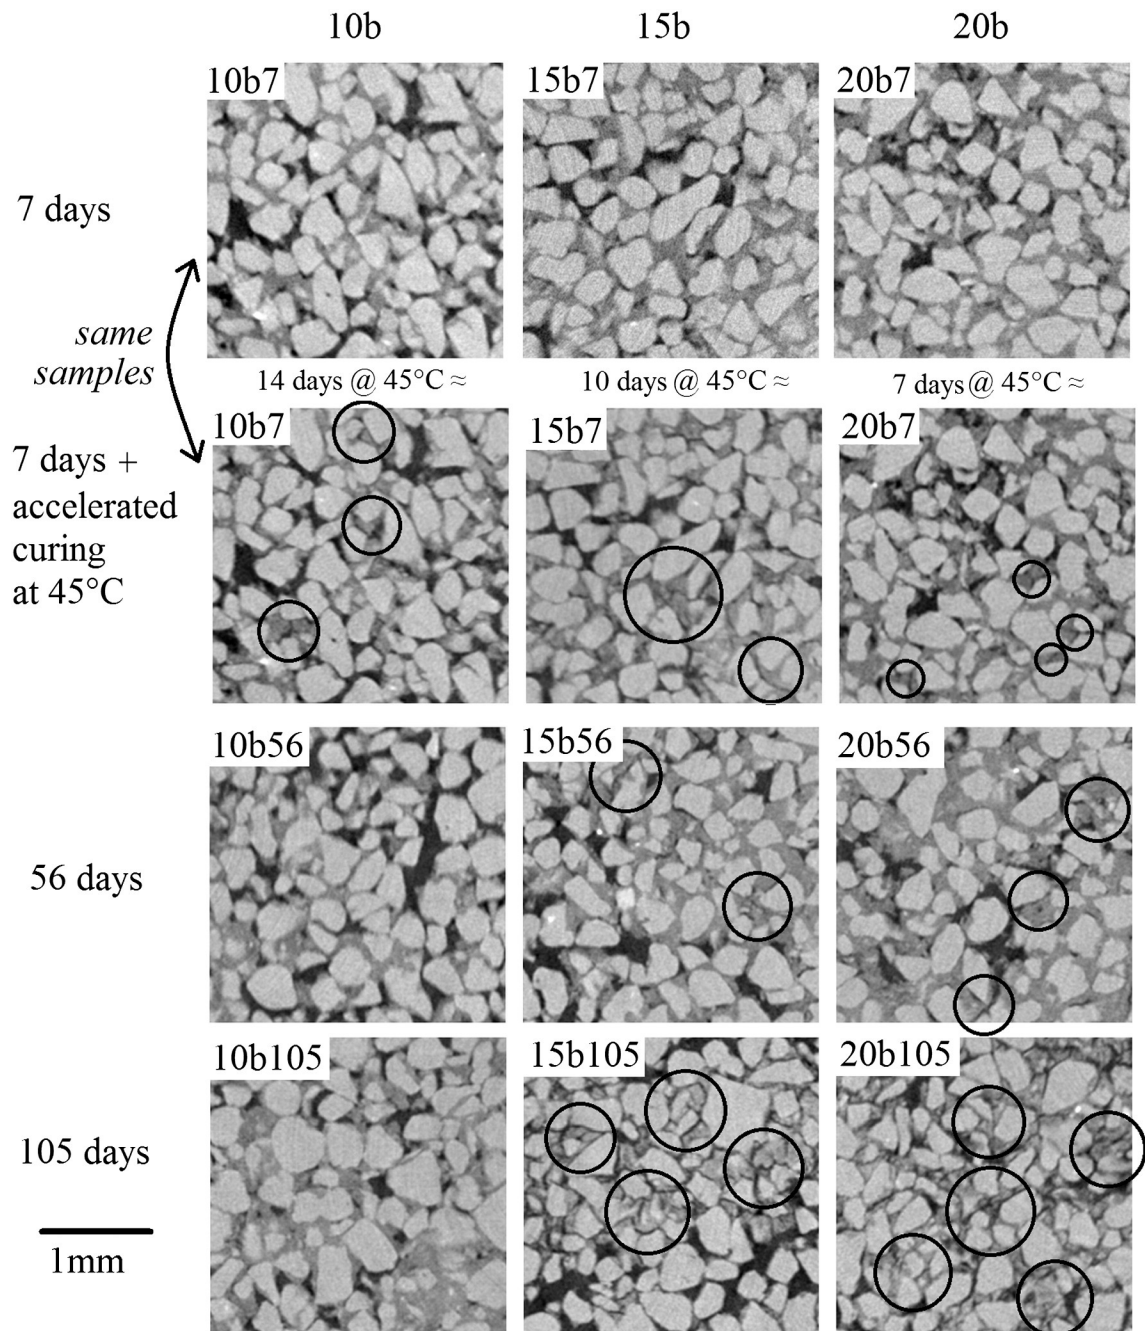 10b 15b 20b
10b7 15b7 20b7
7 days
same
samples
14 days @ 45°C ≈ 10 days @ 45°C ≈ 7 days @ 45°C ≈
10b7 15b7 20b7
7 days +
accelerated
curing
at 45°C
10b56 15b56 20b56
56 days
10b105 15b105 20b105
105 days
1mm